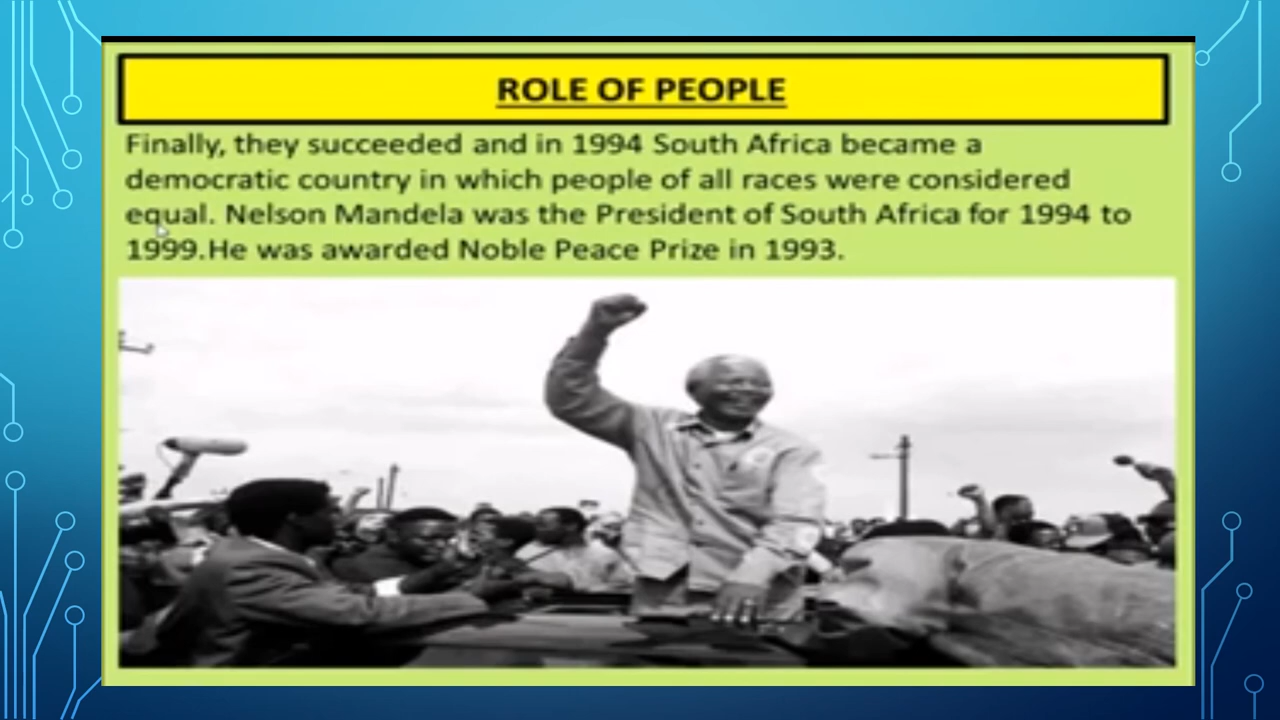 ROLE OF PEOPLE
Finally, they succeeded and in 1994 South Africa became a
democratic country in which people of all races were considered
equal. Nelson Mandela was the President of South Africa for 1994 to
1999.He was awarded Noble Peace Prize in 1993.